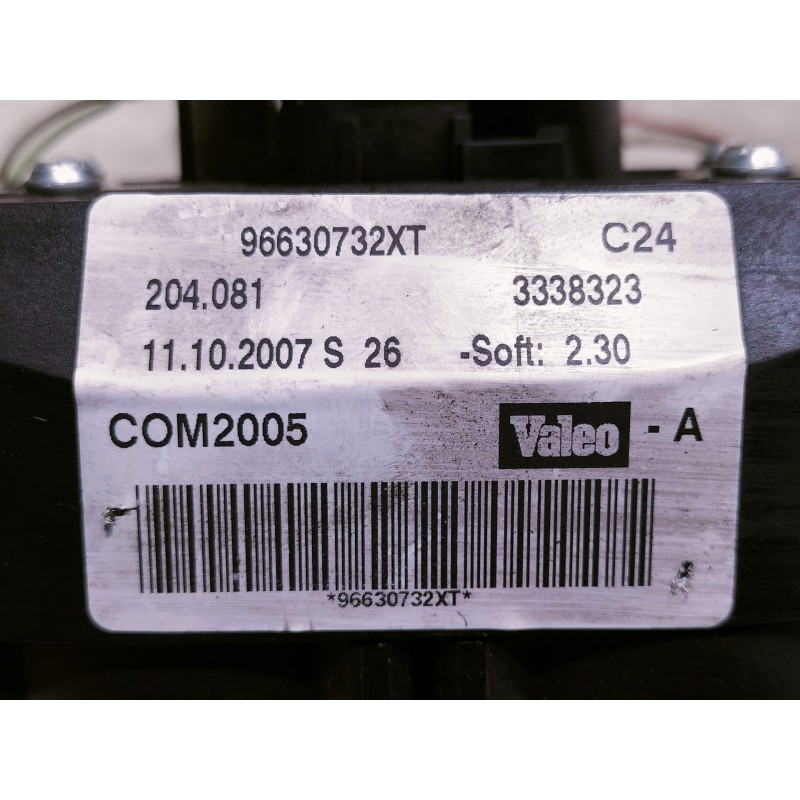 96630732XT C24
204.081 3338323
11.10.2007 S 26 -Soft: 2.30
COM2005 Valeo - A
*96630732XT*